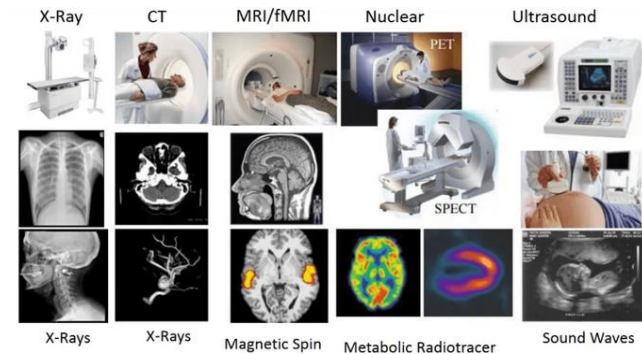 X-Ray
CT
MRI/fMRI
Nuclear
Ultrasound
PET
SPECT
X-Rays
X-Rays
Magnetic Spin
Metabolic Radiotracer
Sound Waves